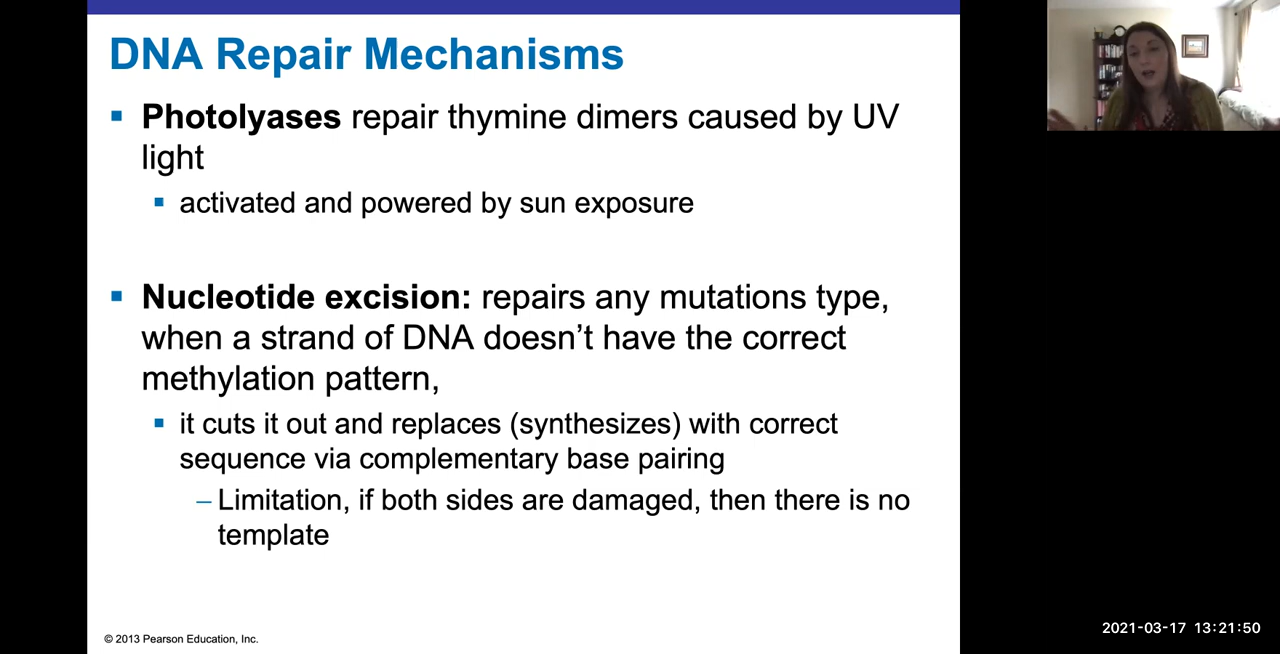 DNA Repair Mechanisms
▪ Photolyases repair thymine dimers caused by UV
light
▪ activated and powered by sun exposure
▪ Nucleotide excision: repairs any mutations type,
when a strand of DNA doesn’t have the correct
methylation pattern,
▪ it cuts it out and replaces (synthesizes) with correct
sequence via complementary base pairing
– Limitation, if both sides are damaged, then there is no
template
© 2013 Pearson Education, Inc.
2021-03-17 13:21:50